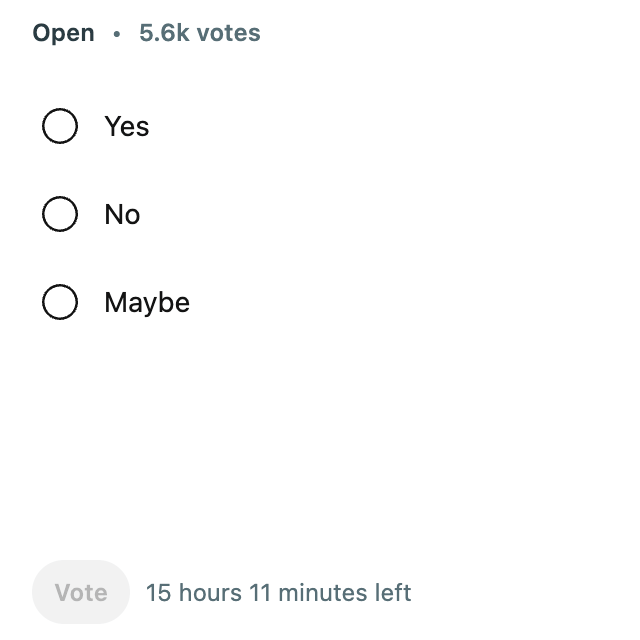 Open • 5.6k votes
Yes
No
Maybe
Vote 15 hours 11 minutes left